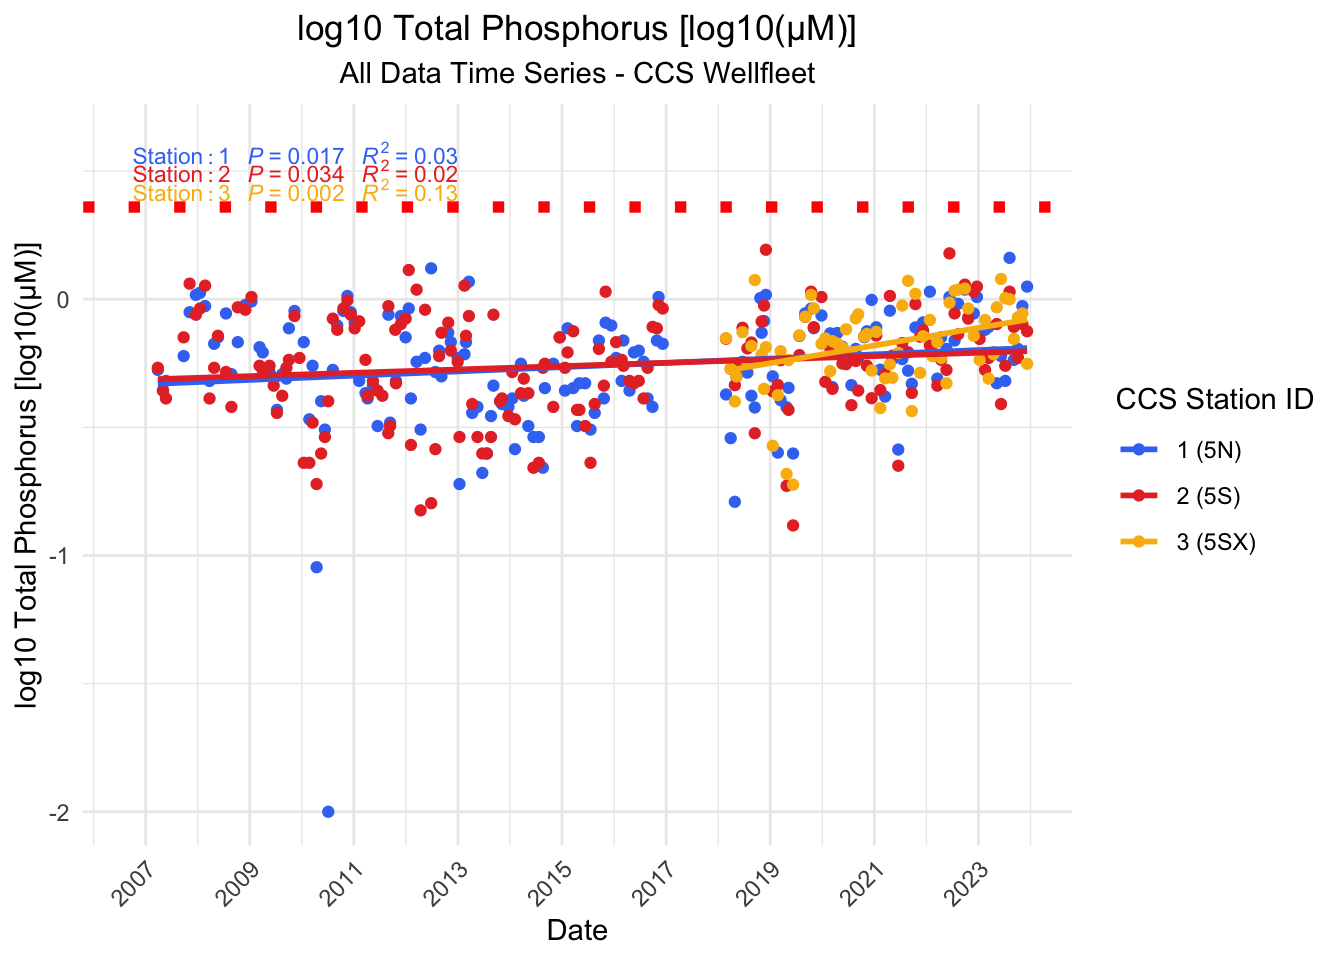 log10 Total Phosphorus [log10(µM)]
All Data Time Series - CCS Wellfleet
Station : 1 P = 0.017 R² = 0.03
Station : 2 P = 0.034 R² = 0.02
Station : 3 P = 0.002 R² = 0.13
log10 Total Phosphorus [log10(µM)]
0
-1
-2
2007
2009
2011
2013
2015
2017
2019
2021
2023
Date
CCS Station ID
1 (5N)
2 (5S)
3 (5SX)